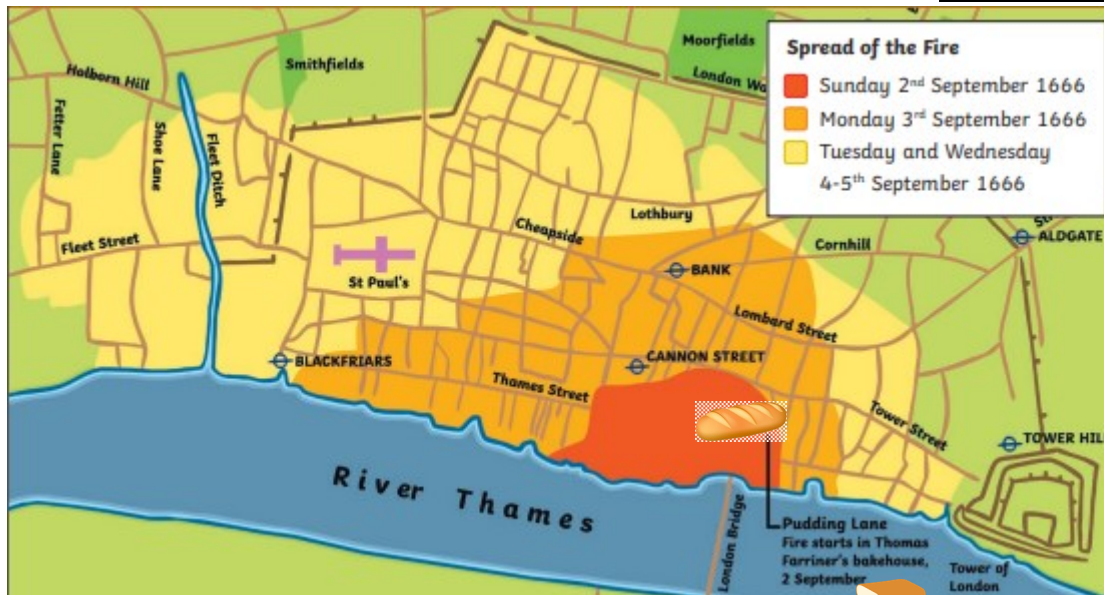 Spread of the Fire
Sunday 2nd September 1666
Monday 3rd September 1666
Tuesday and Wednesday
4-5th September 1666
Moorfields
Smithfields
Holborn Hill
Fetter Lane
Shoe Lane
Fleet Ditch
Fleet Street
St Paul's
Cheapside
Lothbury
Cornhill
ALDGATE
BANK
Lombard Street
CANNON STREET
BLACKFRIARS
Thames Street
Tower Street
TOWER HIL
River Thames
London Bridge
Pudding Lane
Fire starts in Thomas
Farriner's bakehouse,
2 September
Tower of
London